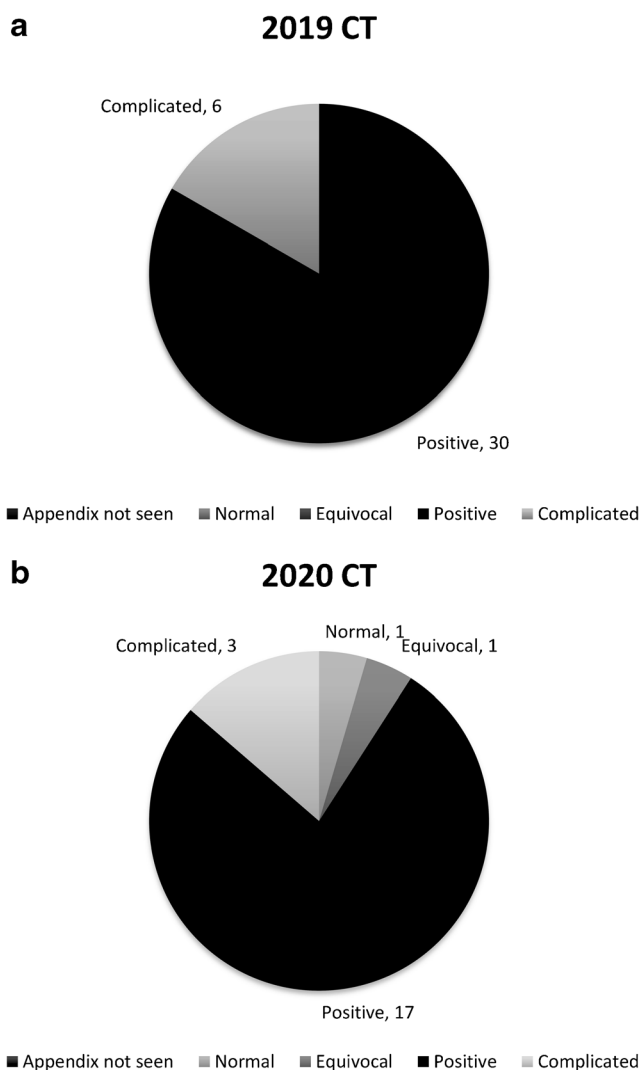 a
2019 CT
Complicated, 6
Positive, 30
Appendix not seen Normal Equivocal Positive Complicated
b
2020 CT
Normal, 1
Complicated, 3 Equivocal, 1
Positive, 17
Appendix not seen Normal Equivocal Positive Complicated